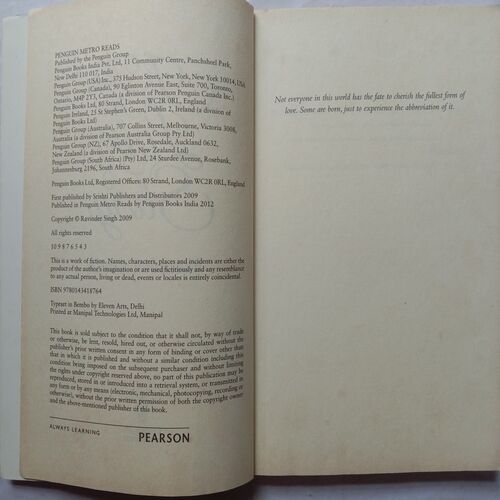 PENGUIN METRO READS
Published by the Penguin Group
Penguin Books India Pvt. Ltd, 11 Community Centre, Panchsheel Park,
New Delhi 110 017, India
Penguin Group (USA) Inc., 375 Hudson Street, New York, New York 10014, USA
Penguin Group (Canada), 90 Eglinton Avenue East, Suite 700, Toronto,
Ontario, M4P 2Y3, Canada (a division of Pearson Penguin Canada Inc.)
Penguin Books Ltd, 80 Strand, London WC2R 0RL, England
Penguin Ireland, 25 St Stephen's Green, Dublin 2, Ireland (a division of
Penguin Books Ltd)
Penguin Group (Australia), 707 Collins Street, Melbourne, Victoria 3008,
Australia (a division of Pearson Australia Group Pty Ltd)
Penguin Group (NZ), 67 Apollo Drive, Rosedale, Auckland 0632,
New Zealand (a division of Pearson New Zealand Ltd)
Penguin Group (South Africa) (Pty) Ltd, 24 Sturdee Avenue, Rosebank,
Johannesburg 2196, South Africa
Penguin Books Ltd, Registered Offices: 80 Strand, London WC2R 0RL, England
First published by Srishti Publishers and Distributors 2009
Published in Penguin Metro Reads by Penguin Books India 2012
Copyright © Ravinder Singh 2009
All rights reserved
10 9 8 7 6 5 4 3
This is a work of fiction. Names, characters, places and incidents are either the
product of the author's imagination or are used fictitiously and any resemblance
to any actual person, living or dead, events or locales is entirely coincidental.
ISBN 9780143418764
Typeset in Bembo by Eleven Arts, Delhi
Printed at Manipal Technologies Ltd, Manipal
This book is sold subject to the condition that it shall not, by way of trade
or otherwise, be lent, resold, hired out, or otherwise circulated without the
publisher's prior written consent in any form of binding or cover other than
that in which it is published and without a similar condition including this
condition being imposed on the subsequent purchaser and without limiting
the rights under copyright reserved above, no part of this publication may be
reproduced, stored in or introduced into a retrieval system, or transmitted in
any form or by any means (electronic, mechanical, photocopying, recording or
otherwise), without the prior written permission of both the copyright owner
and the above-mentioned publisher of this book.
ALWAYS LEARNING PEARSON
Not everyone in this world has the fate to cherish the fullest form of
love. Some are born, just to experience the abbreviation of it.